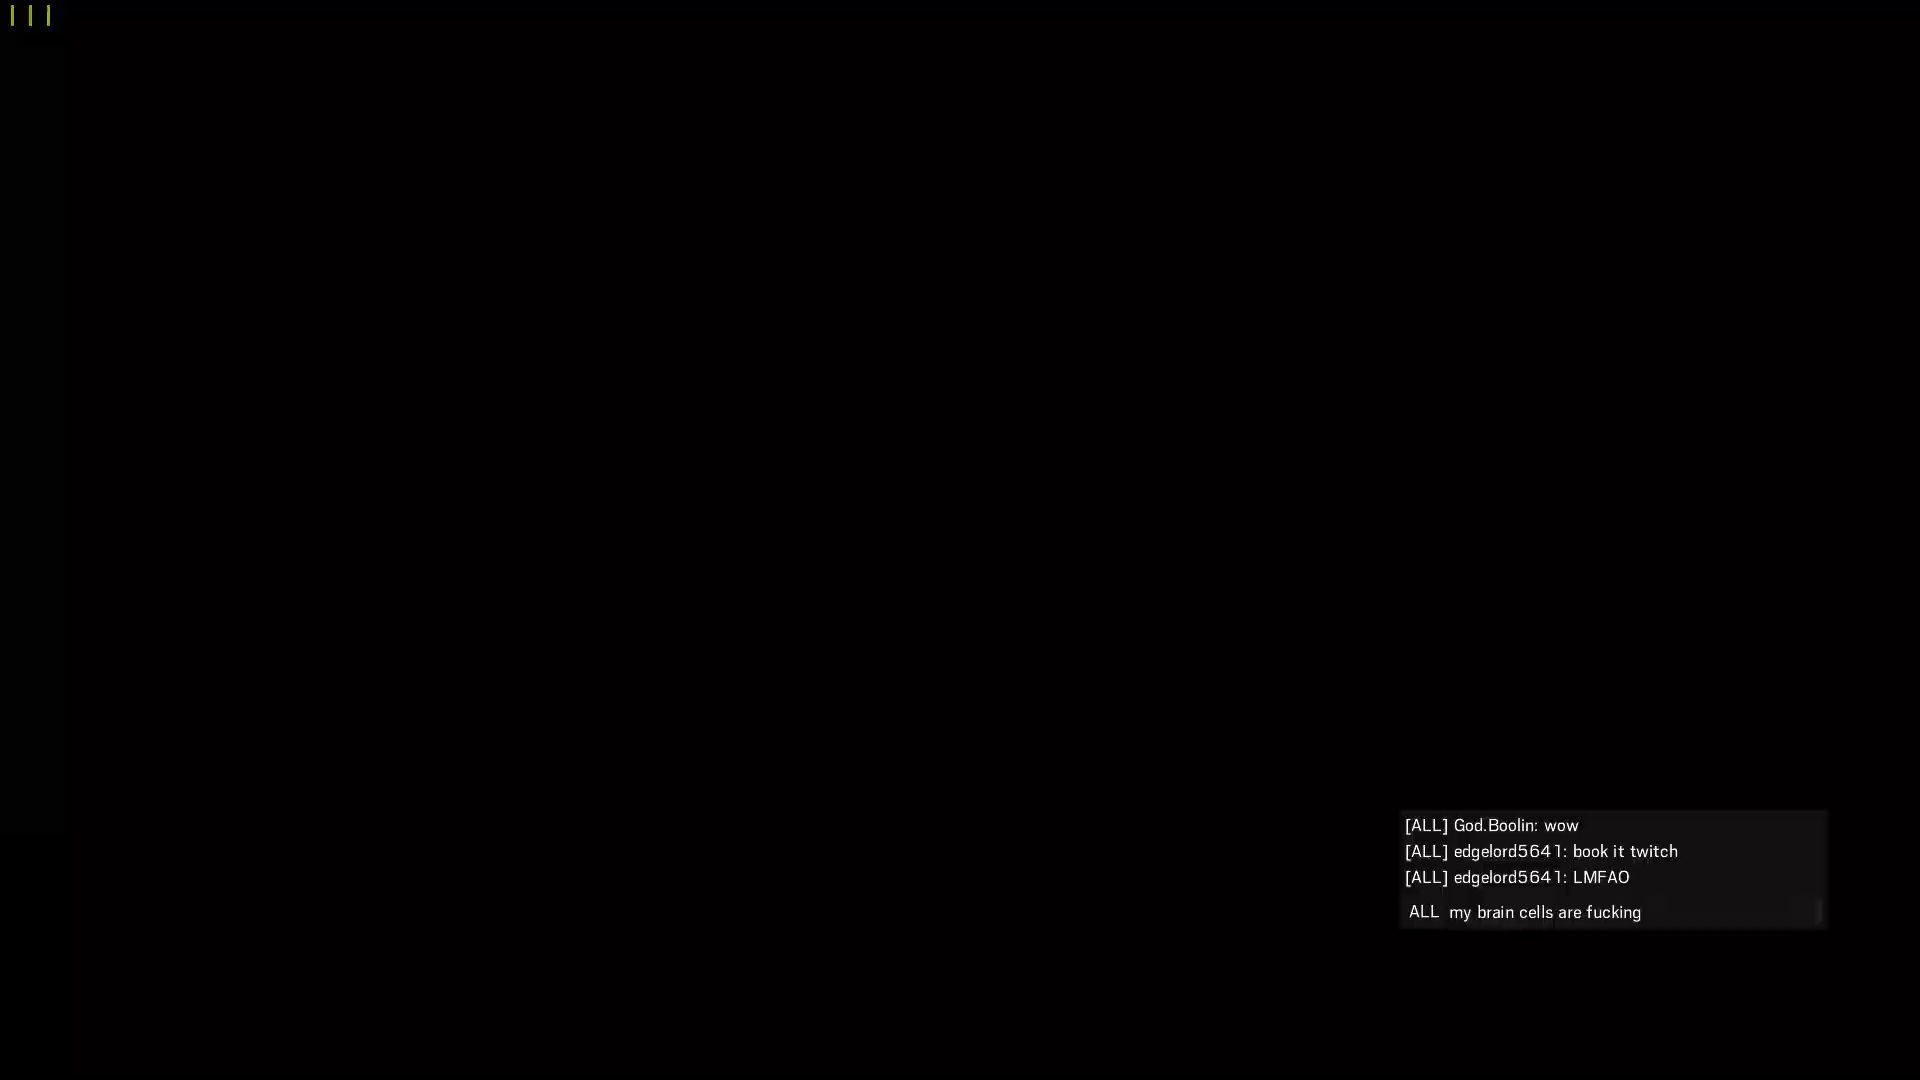 [ALL] God.Boolin: wow
[ALL] edgelord5641: book it twitch
[ALL] edgelord5641: LMFAO
ALL my brain cells are fucking